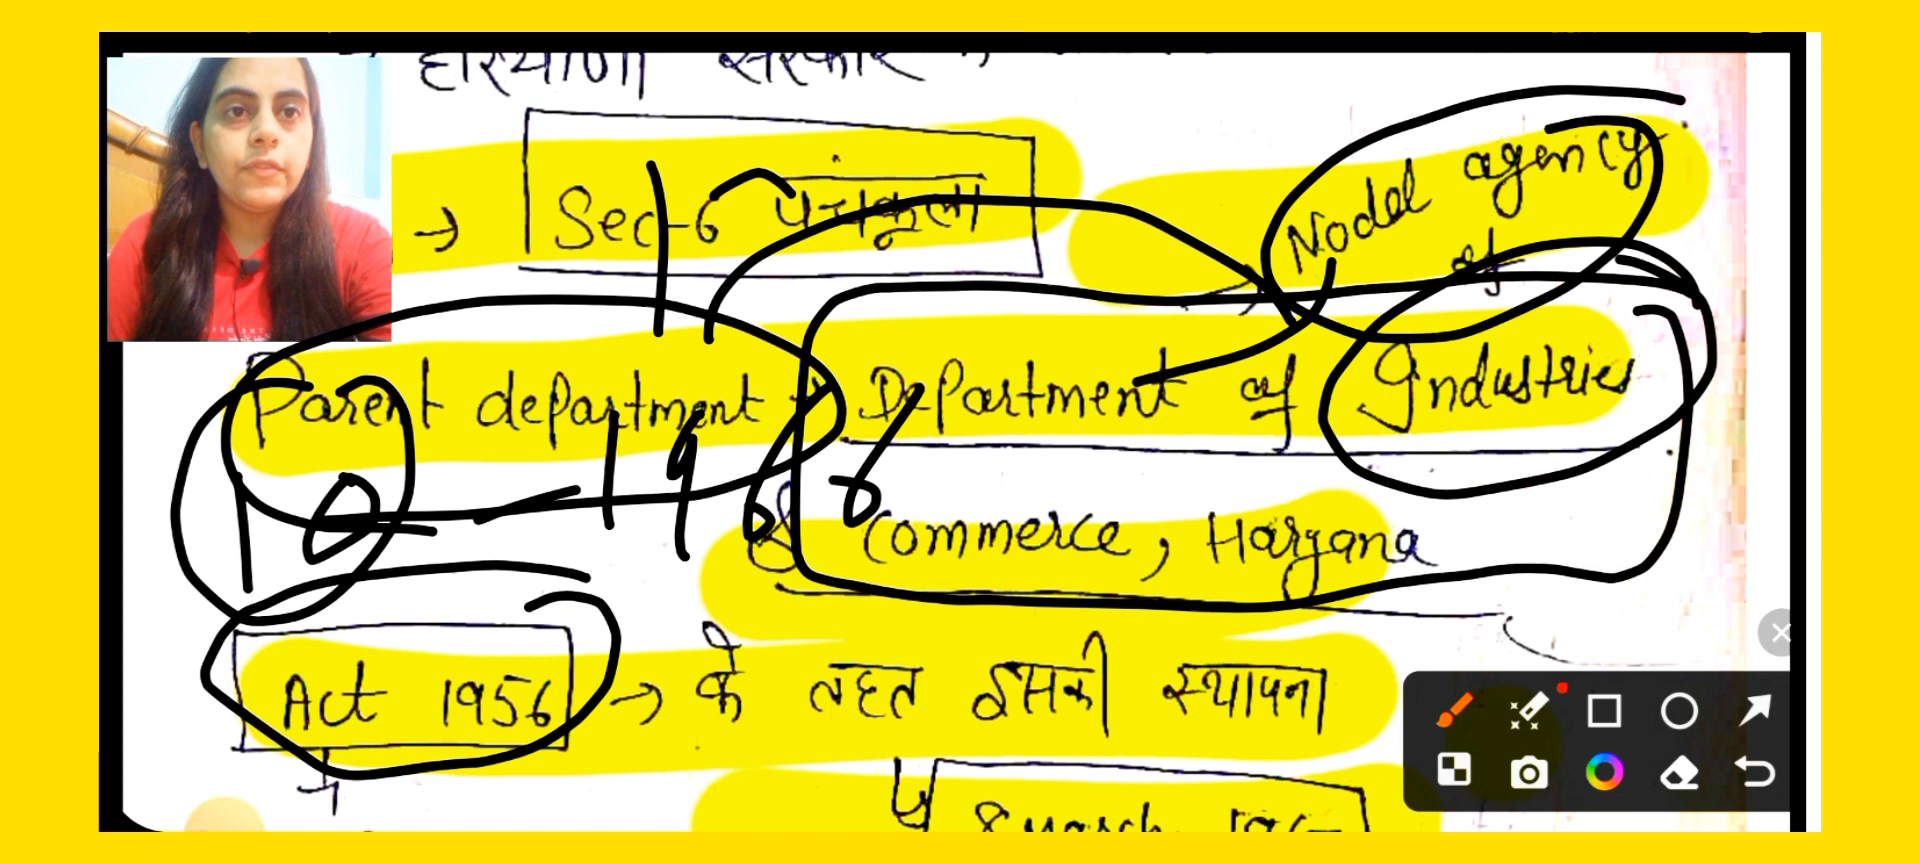 हरियाणा सरकार
→ Sec-6 पंचकूला
Nodal agency
of
Parent department → Department of Industries
& Commerce, Haryana
1966
Act 1956 → के तहत इसकी स्थापना
8 March